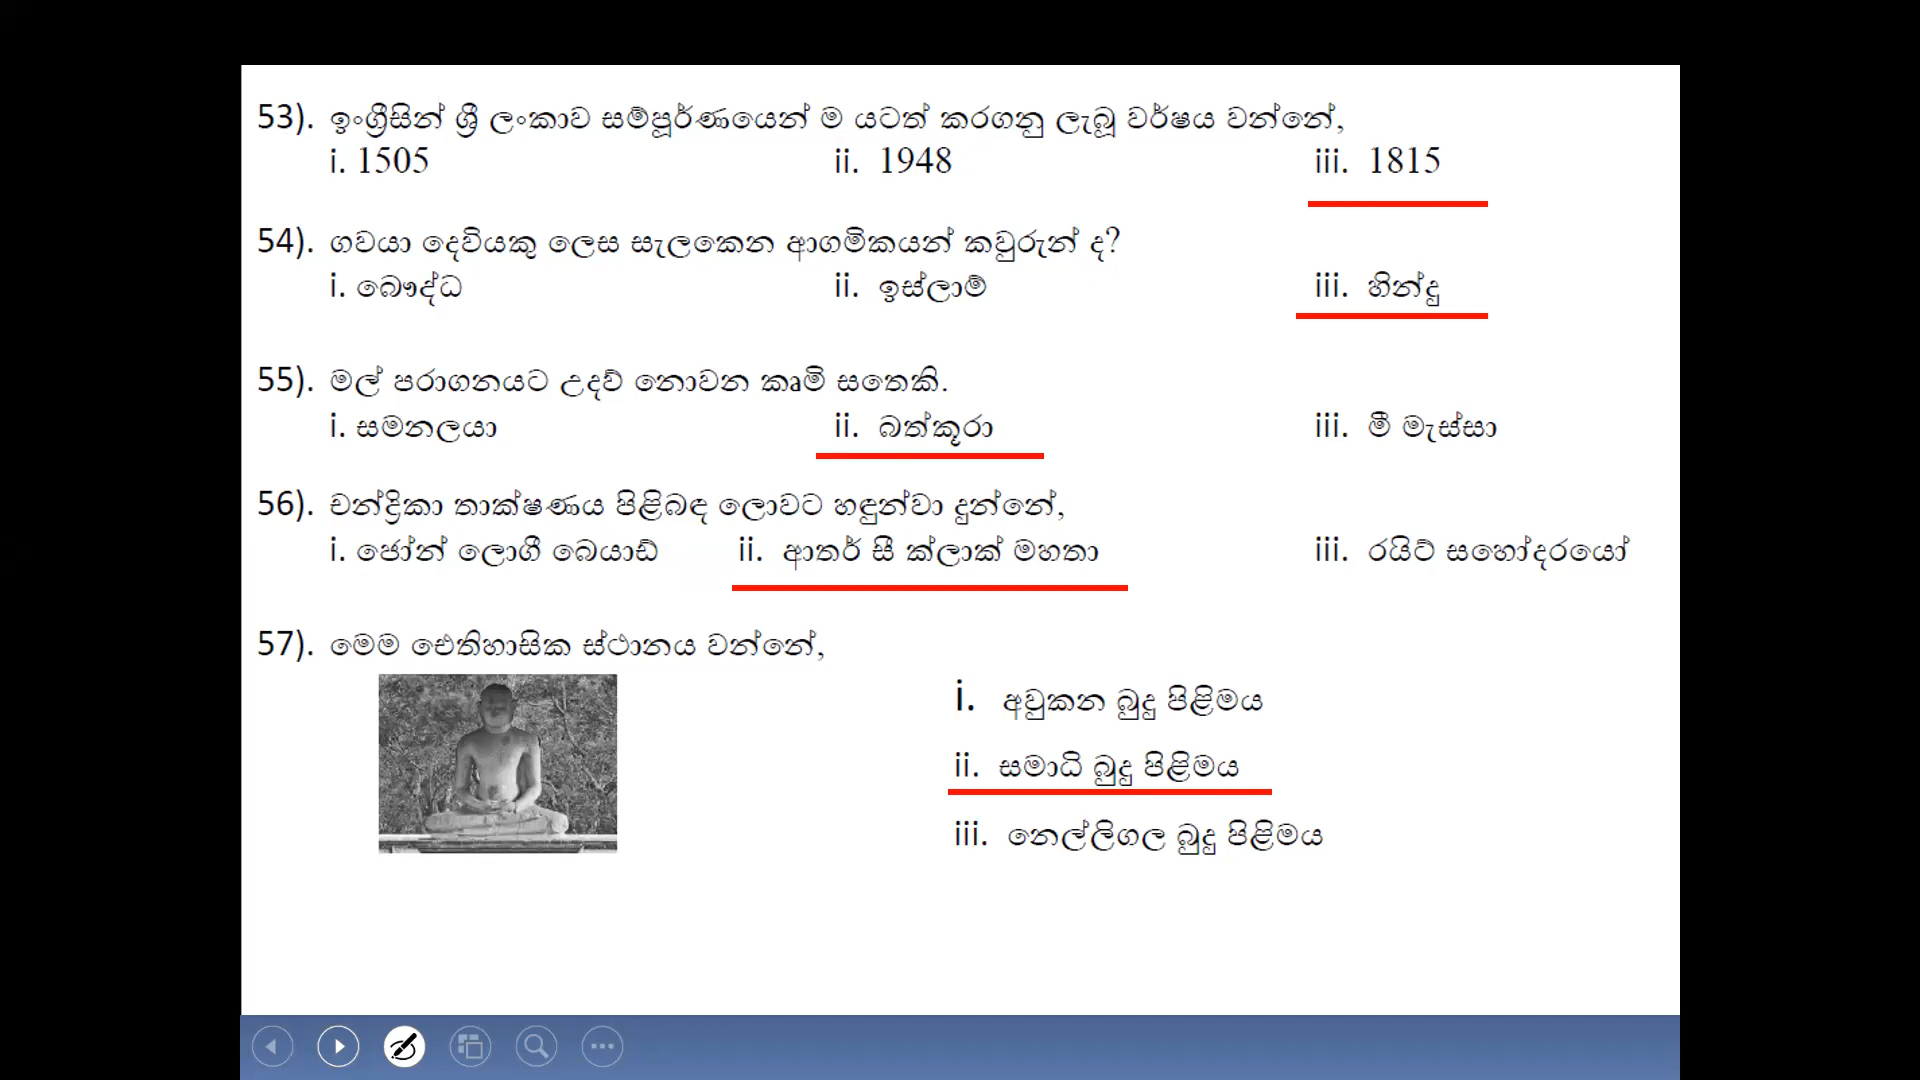 53). ඉංග්‍රීසින් ශ්‍රී ලංකාව සම්පූර්ණයෙන් ම යටත් කරගනු ලැබූ වර්ෂය වන්නේ,
i. 1505 ii. 1948 iii. 1815
54). ගවයා දෙවියකු ලෙස සැලකෙන ආගමිකයන් කවුරුන් ද?
i. බෞද්ධ ii. ඉස්ලාම් iii. හින්දු
55). මල් පරාගනයට උදව් නොවන කෘමි සතෙකි.
i. සමනලයා ii. බත්කූරා iii. මී මැස්සා
56). චන්ද්‍රිකා තාක්ෂණය පිළිබඳ ලොවට හඳුන්වා දුන්නේ,
i. ජෝන් ලොගී බෙයාඩ් ii. ආතර් සී ක්ලාක් මහතා iii. රයිට් සහෝදරයෝ
57). මෙම ඓතිහාසික ස්ථානය වන්නේ,
i. අවුකන බුදු පිළිමය
ii. සමාධි බුදු පිළිමය
iii. නෙල්ලිගල බුදු පිළිමය